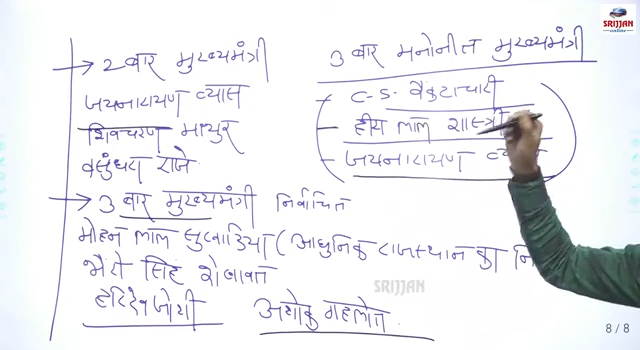 SRIJJAN
online
→ 2 बार मुख्यमंत्री
जयनारायण व्यास
शिवचरण माथुर
वसुंधरा राजे
→ 3 बार मुख्यमंत्री निर्वाचित
मोहन लाल सुखाड़िया (आधुनिक राजस्थान का नि
भैरो सिंह शेखावत
हरिदेव जोशी अशोक गहलोत
3 बार मनोनीत मुख्यमंत्री
- C.S. वेंकटाचारी
- हीरा लाल शास्त्री
- जयनारायण
SRIJJAN
8 / 8